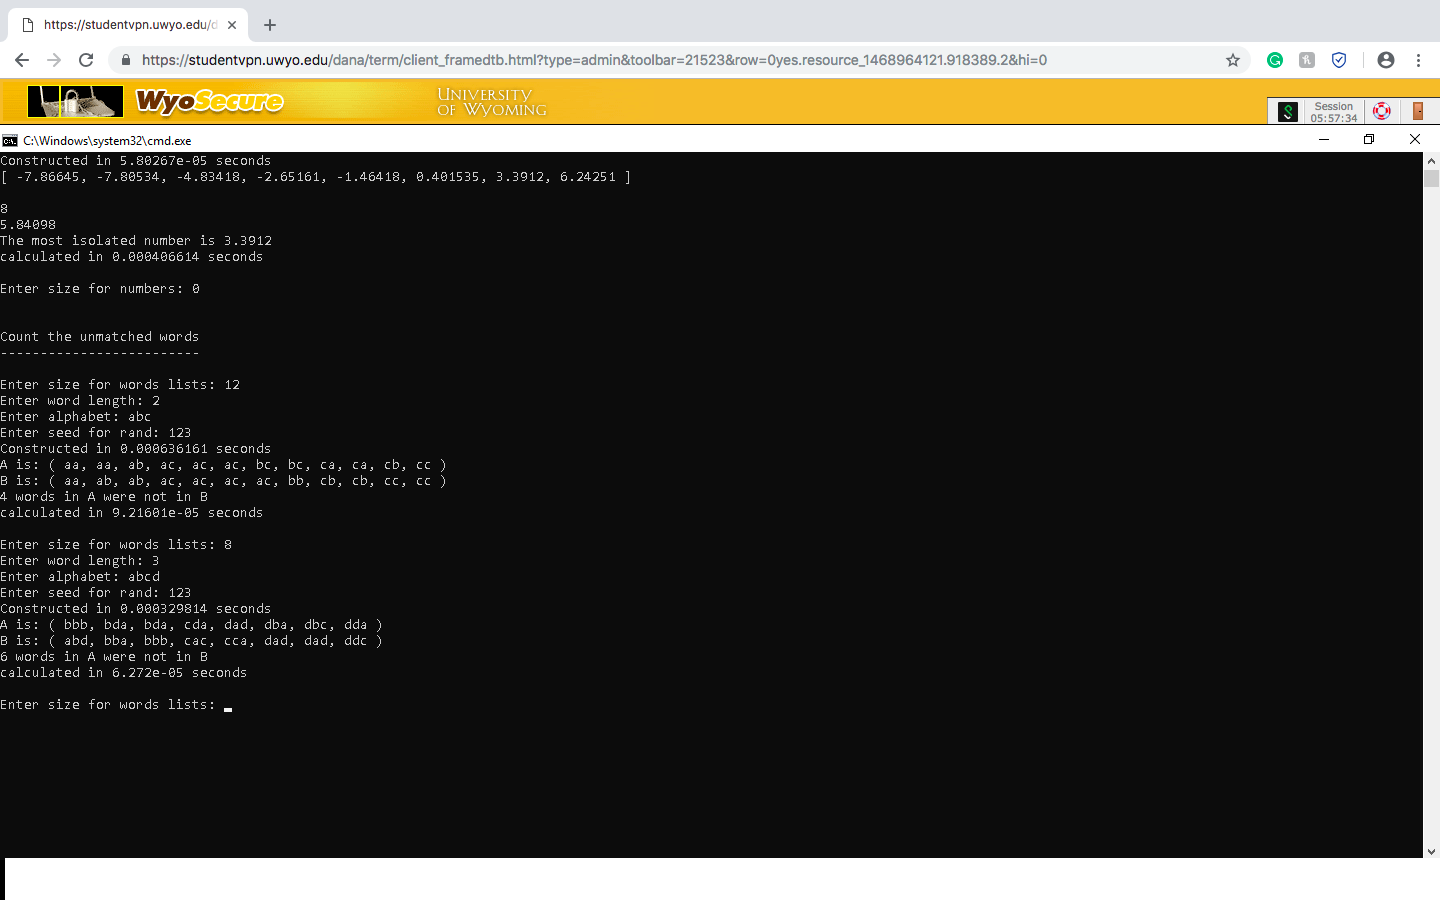 https://studentvpn.uwyo.edu/d
https://studentvpn.uwyo.edu/dana/term/client_framedtb.html?type=admin&toolbar=21523&row=0yes.resource_1468964121.918389.2&hi=0
WyoSecure
UNIVERSITY
OF WYOMING
Session
05:57:34
C:\Windows\system32\cmd.exe
Constructed in 5.80267e-05 seconds
[ -7.86645, -7.80534, -4.83418, -2.65161, -1.46418, 0.401535, 3.3912, 6.24251 ]
8
5.84098
The most isolated number is 3.3912
calculated in 0.000406614 seconds
Enter size for numbers: 0
Count the unmatched words
-------------------------
Enter size for words lists: 12
Enter word length: 2
Enter alphabet: abc
Enter seed for rand: 123
Constructed in 0.000636161 seconds
A is: ( aa, aa, ab, ac, ac, ac, bc, bc, ca, ca, cb, cc )
B is: ( aa, ab, ab, ac, ac, ac, ac, bb, cb, cb, cc, cc )
4 words in A were not in B
calculated in 9.21601e-05 seconds
Enter size for words lists: 8
Enter word length: 3
Enter alphabet: abcd
Enter seed for rand: 123
Constructed in 0.000329814 seconds
A is: ( bbb, bda, bda, cda, dad, dba, dbc, dda )
B is: ( abd, bba, bbb, cac, cca, dad, dad, ddc )
6 words in A were not in B
calculated in 6.272e-05 seconds
Enter size for words lists: